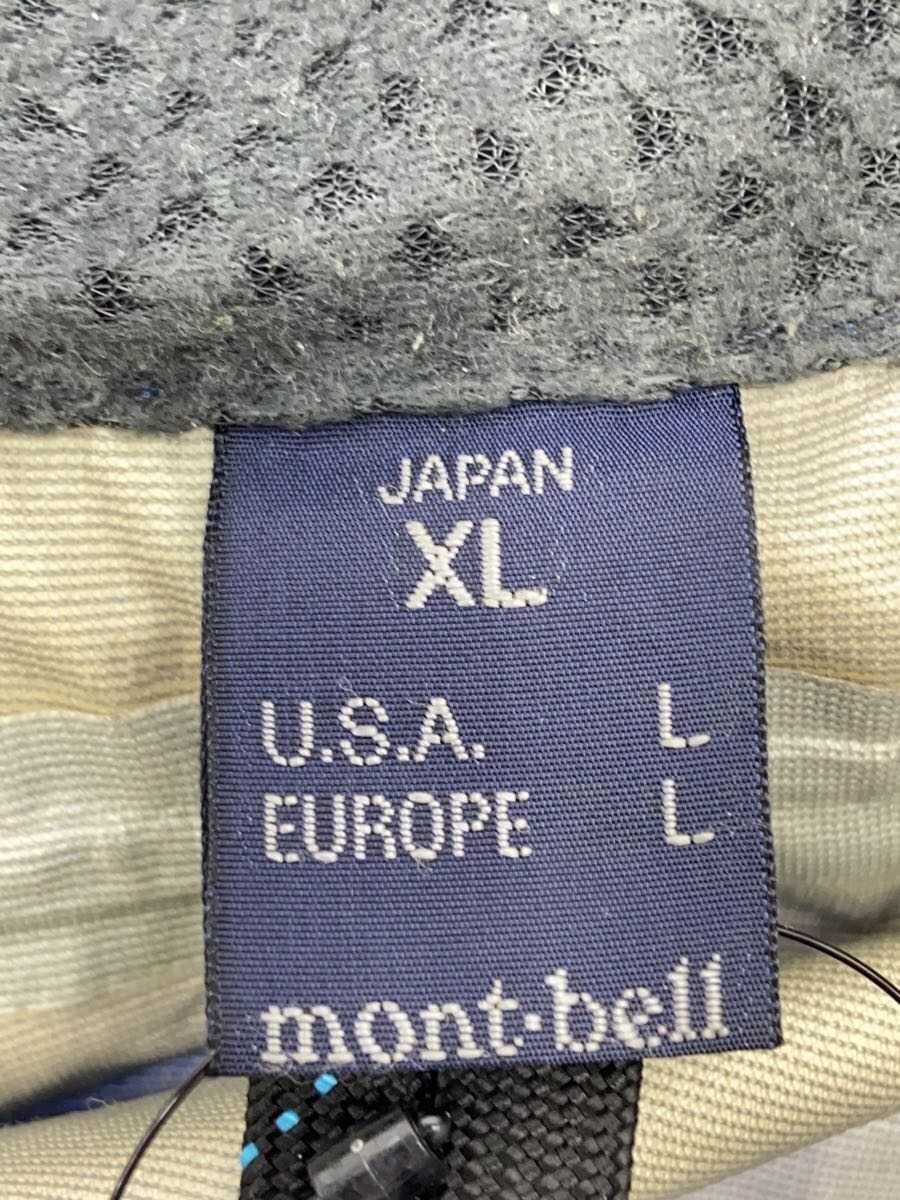 JAPAN
XL
U.S.A. L
EUROPE L
mont-bell